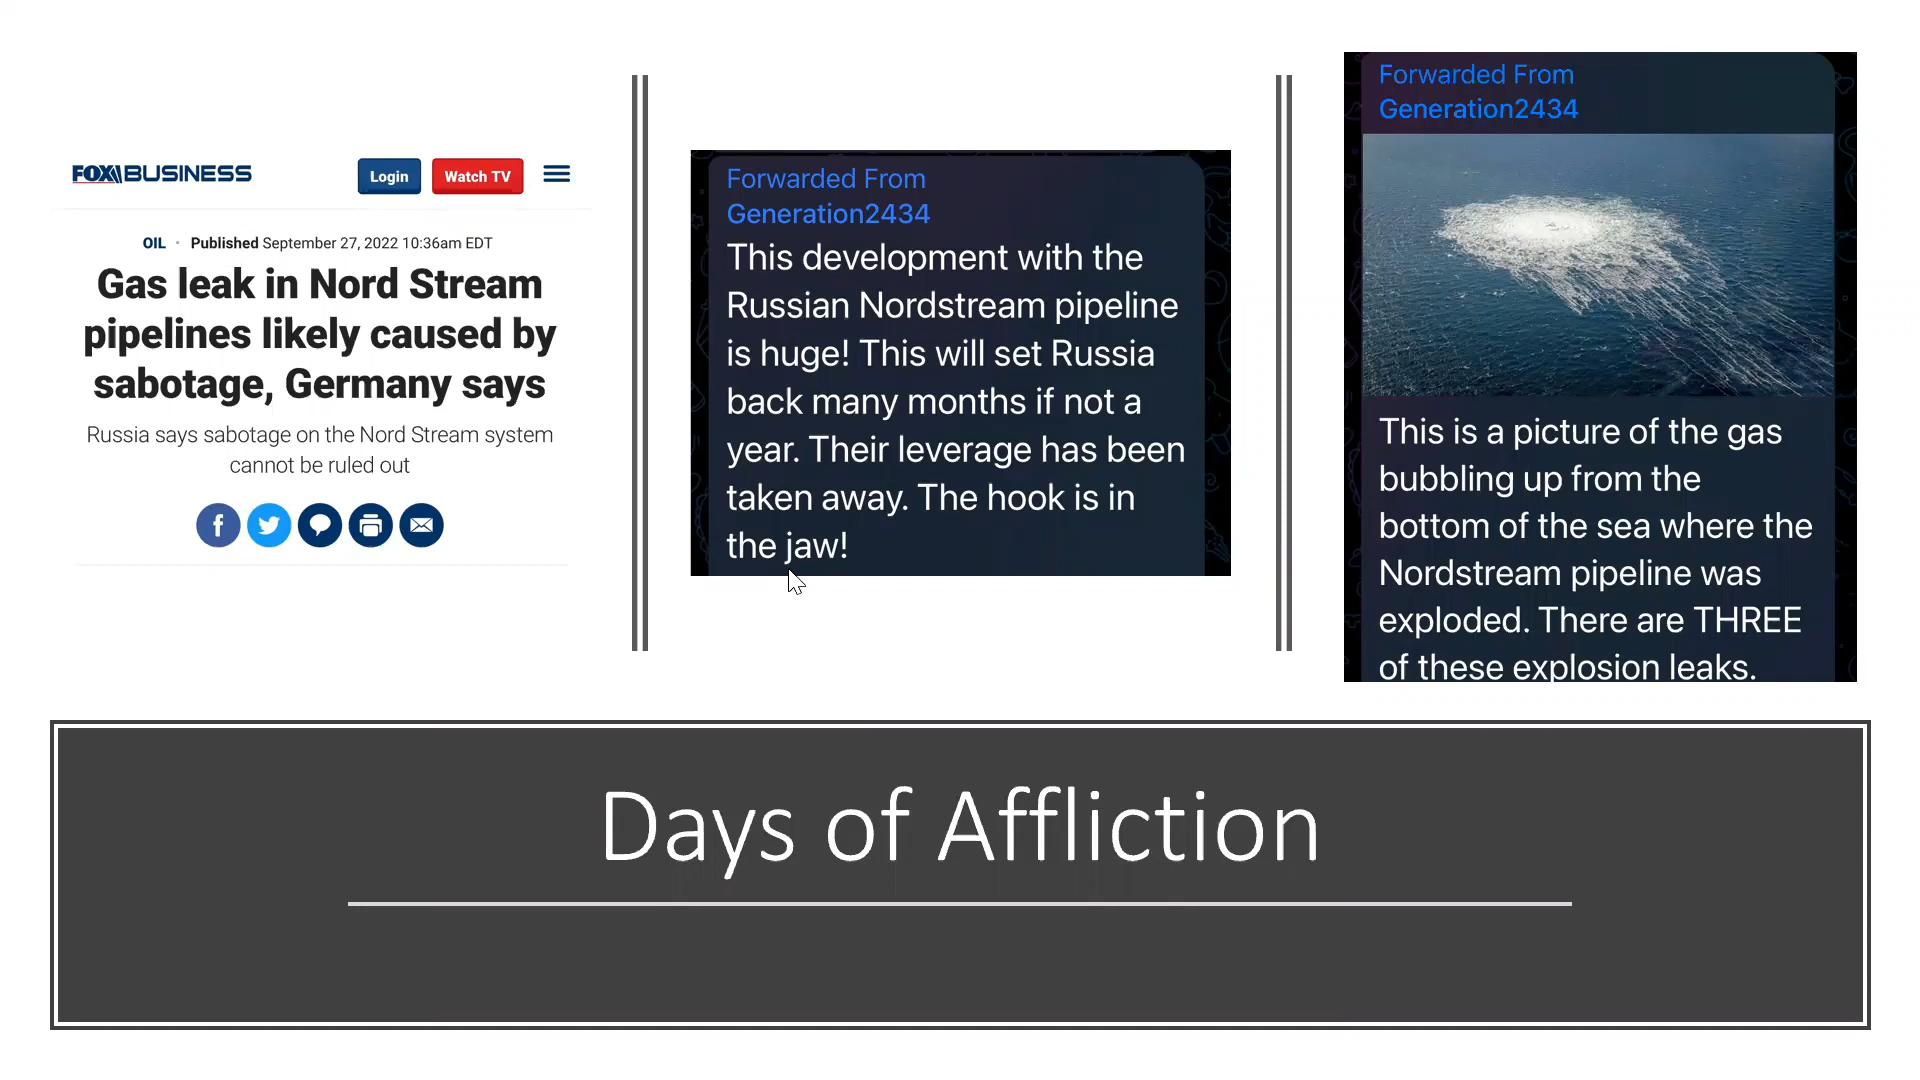 FOX BUSINESS
Login
Watch TV
OIL · Published September 27, 2022 10:36am EDT
Gas leak in Nord Stream
pipelines likely caused by
sabotage, Germany says
Russia says sabotage on the Nord Stream system
cannot be ruled out
Forwarded From
Generation2434
This development with the
Russian Nordstream pipeline
is huge! This will set Russia
back many months if not a
year. Their leverage has been
taken away. The hook is in
the jaw!
Forwarded From
Generation2434
This is a picture of the gas
bubbling up from the
bottom of the sea where the
Nordstream pipeline was
exploded. There are THREE
of these explosion leaks.
Days of Affliction